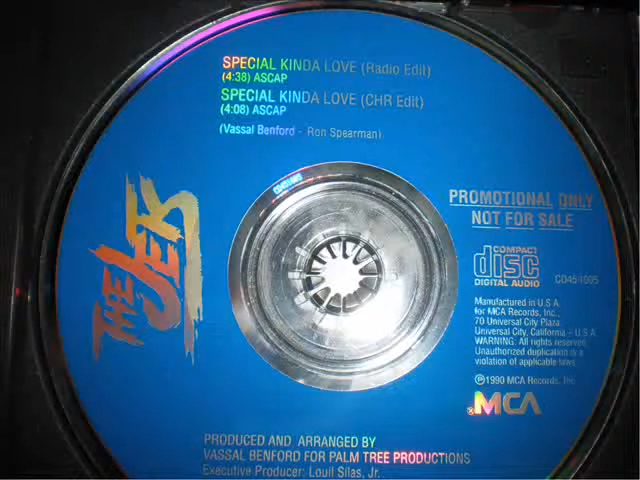 SPECIAL KINDA LOVE (Radio Edit)
(4:38) ASCAP
SPECIAL KINDA LOVE (CHR Edit)
(4:08) ASCAP
(Vassal Benford - Ron Spearman)
THE JETS
PROMOTIONAL ONLY
NOT FOR SALE
COMPACT
disc
DIGITAL AUDIO
CD45-1005
Manufactured in U.S.A.
for MCA Records, Inc.,
70 Universal City Plaza,
Universal City, California - U.S.A.
WARNING: All rights reserved.
Unauthorized duplication is a
violation of applicable laws.
℗1990 MCA Records, Inc.
®MCA
PRODUCED AND ARRANGED BY
VASSAL BENFORD FOR PALM TREE PRODUCTIONS
Executive Producer: Louil Silas, Jr.